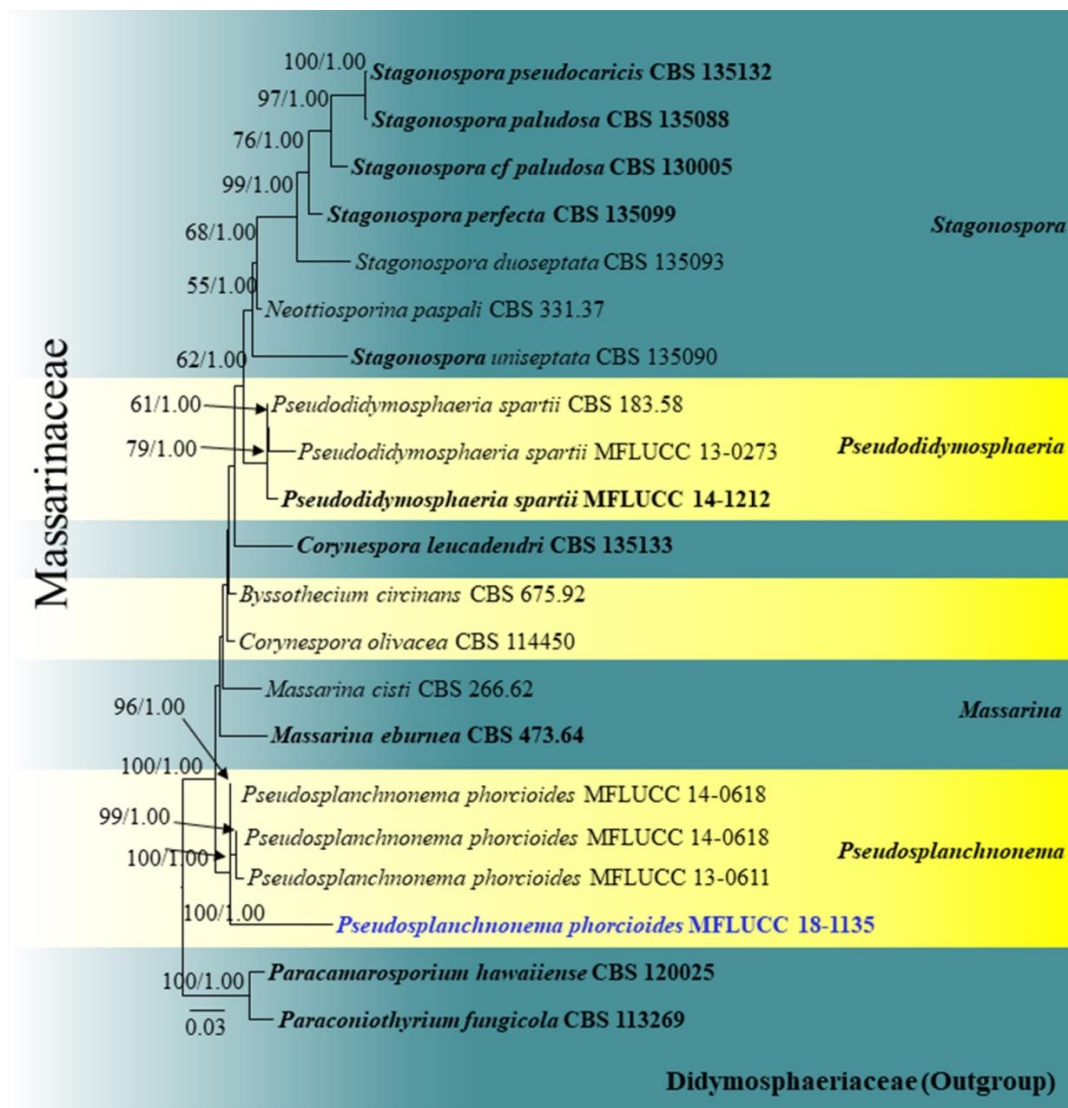 100/1.00
Stagonospora pseudocaricis CBS 135132
97/1.00
Stagonospora paludosa CBS 135088
76/1.00
Stagonospora cf paludosa CBS 130005
99/1.00
Stagonospora perfecta CBS 135099
Stagonospora
68/1.00
Stagonospora duoseptata CBS 135093
55/1.00
Neottiosporina paspali CBS 331.37
62/1.00
Stagonospora uniseptata CBS 135090
Massarinaceae
61/1.00
Pseudodidymosphaeria spartii CBS 183.58
79/1.00
Pseudodidymosphaeria spartii MFLUCC 13-0273
Pseudodidymosphaeria
Pseudodidymosphaeria spartii MFLUCC 14-1212
Corynespora leucadendri CBS 135133
Byssothecium circinans CBS 675.92
Corynespora olivacea CBS 114450
Massarina cisti CBS 266.62
Massarina
96/1.00
Massarina eburnea CBS 473.64
100/1.00
Pseudosplanchnonema phorcioides MFLUCC 14-0618
99/1.00
Pseudosplanchnonema phorcioides MFLUCC 14-0618
Pseudosplanchnonema
100/1.00
Pseudosplanchnonema phorcioides MFLUCC 13-0611
100/1.00
Pseudosplanchnonema phorcioides MFLUCC 18-1135
100/1.00
Paracamarosporium hawaiiense CBS 120025
0.03
Paraconiothyrium fungicola CBS 113269
Didymosphaeriaceae (Outgroup)